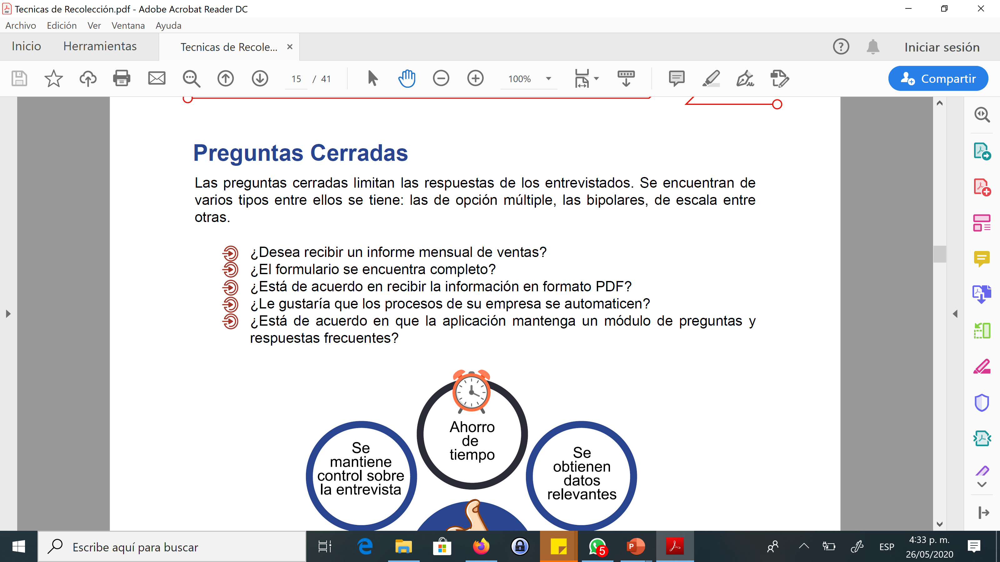 Tecnicas de Recolección.pdf - Adobe Acrobat Reader DC
Archivo Edición Ver Ventana Ayuda
Inicio Herramientas Tecnicas de Recole... Iniciar sesión
15 / 41 100% Compartir
Preguntas Cerradas
Las preguntas cerradas limitan las respuestas de los entrevistados. Se encuentran de
varios tipos entre ellos se tiene: las de opción múltiple, las bipolares, de escala entre
otras.
¿Desea recibir un informe mensual de ventas?
¿El formulario se encuentra completo?
¿Está de acuerdo en recibir la información en formato PDF?
¿Le gustaría que los procesos de su empresa se automaticen?
¿Está de acuerdo en que la aplicación mantenga un módulo de preguntas y
respuestas frecuentes?
Se
mantiene
control sobre
la entrevista
Ahorro
de
tiempo
Se
obtienen
datos
relevantes
Escribe aquí para buscar
5
ESP
4:33 p. m.
26/05/2020